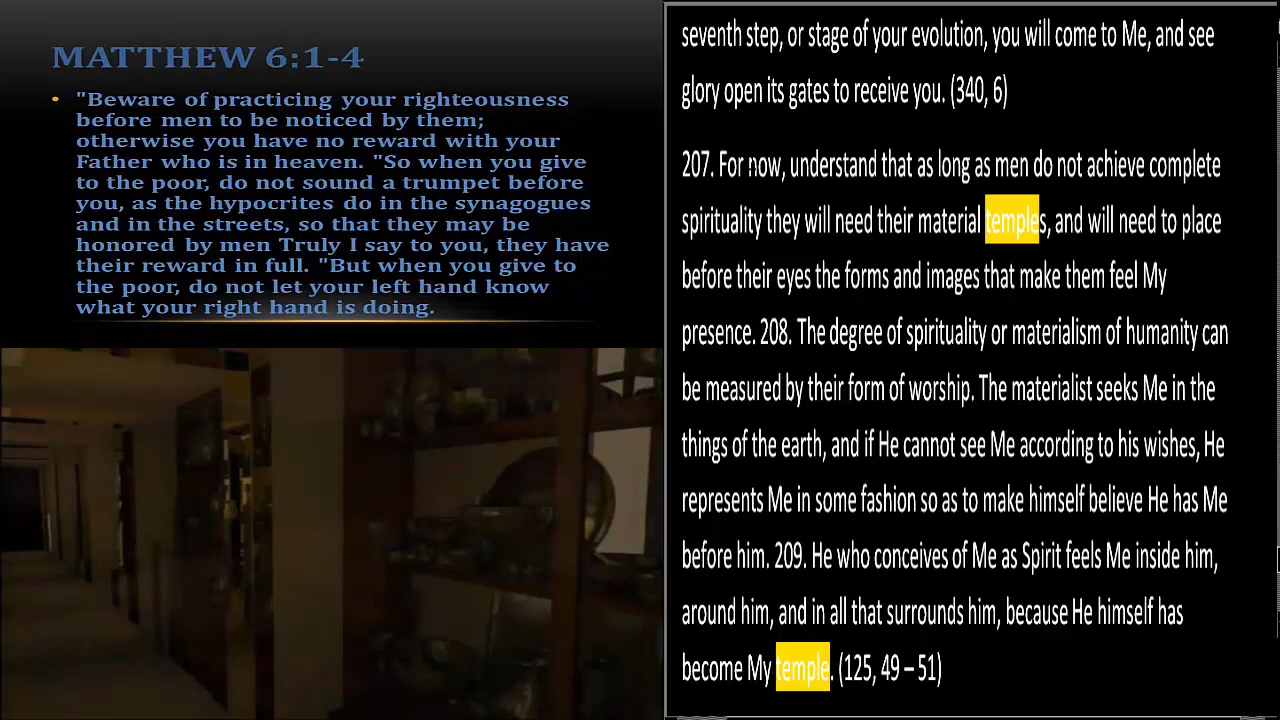 MATTHEW 6:1-4
• "Beware of practicing your righteousness
before men to be noticed by them;
otherwise you have no reward with your
Father who is in heaven. "So when you give
to the poor, do not sound a trumpet before
you, as the hypocrites do in the synagogues
and in the streets, so that they may be
honored by men Truly I say to you, they have
their reward in full. "But when you give to
the poor, do not let your left hand know
what your right hand is doing.
seventh step, or stage of your evolution, you will come to Me, and see
glory open its gates to receive you. (340, 6)
207. For now, understand that as long as men do not achieve complete
spirituality they will need their material temples, and will need to place
before their eyes the forms and images that make them feel My
presence. 208. The degree of spirituality or materialism of humanity can
be measured by their form of worship. The materialist seeks Me in the
things of the earth, and if He cannot see Me according to his wishes, He
represents Me in some fashion so as to make himself believe He has Me
before him. 209. He who conceives of Me as Spirit feels Me inside him,
around him, and in all that surrounds him, because He himself has
become My temple. (125, 49 – 51)